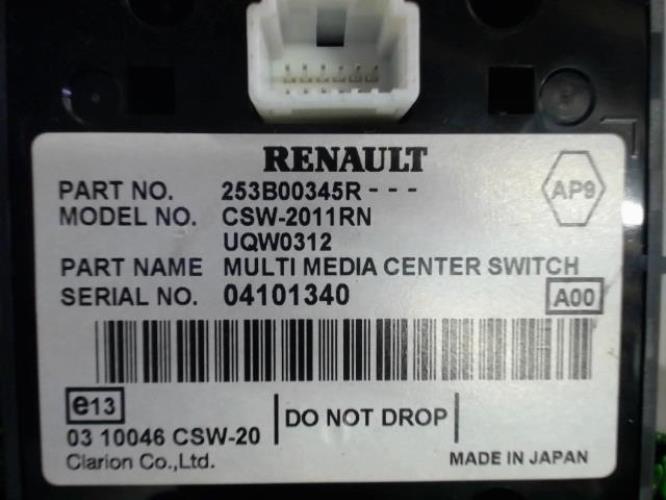 RENAULT
PART NO. 253B00345R - - - AP9
MODEL NO. CSW-2011RN
UQW0312
PART NAME MULTI MEDIA CENTER SWITCH
SERIAL NO. 04101340 A00
e13 DO NOT DROP
03 10046 CSW-20
Clarion Co.,Ltd. MADE IN JAPAN